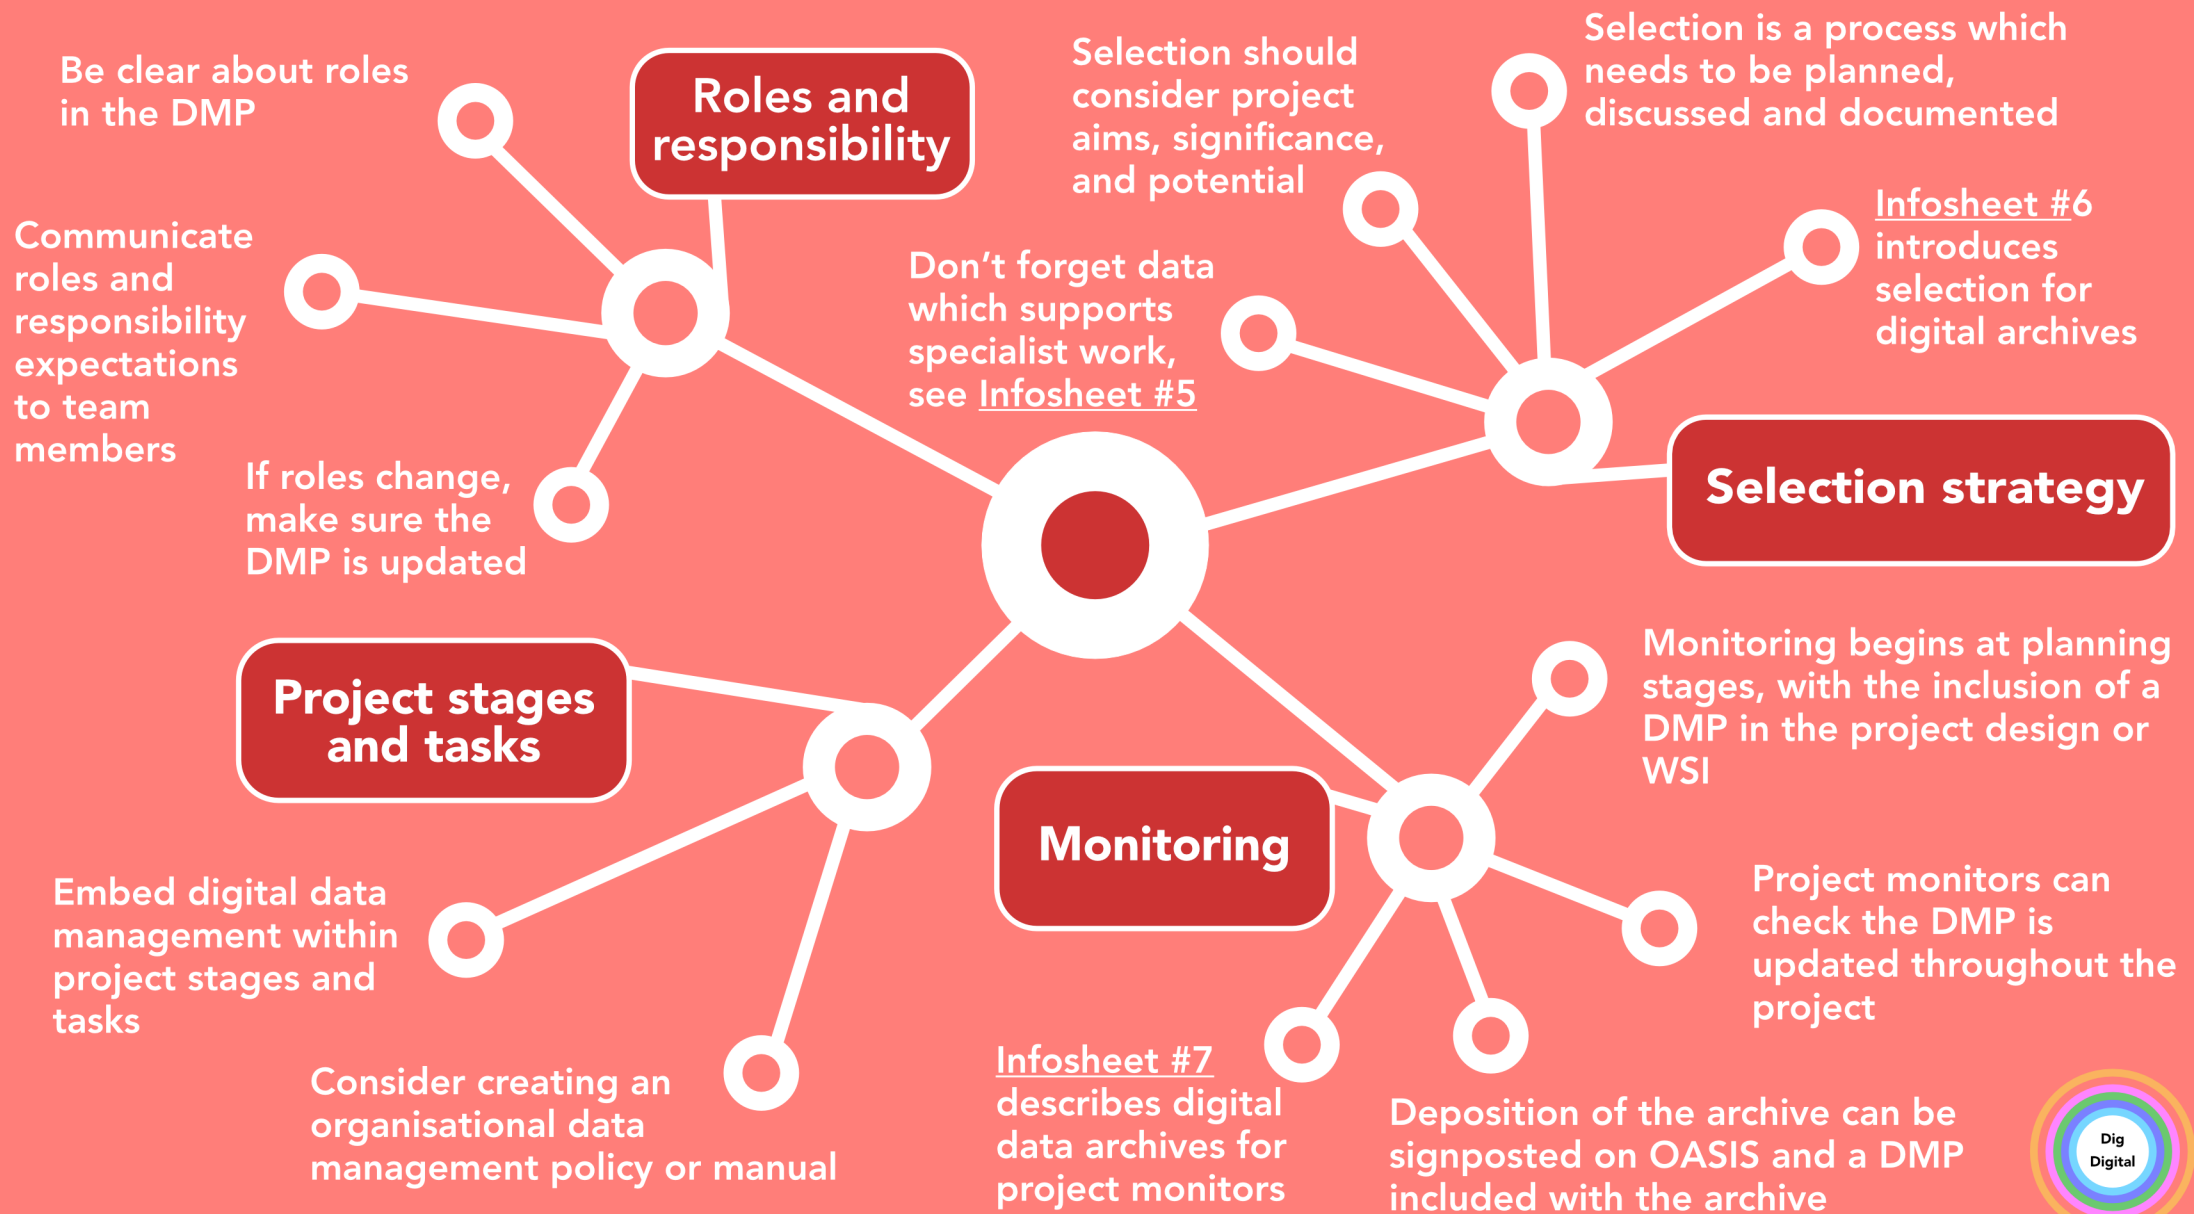 Be clear about roles
in the DMP
Roles and
responsibility
Communicate
roles and
responsibility
expectations
to team
members
If roles change,
make sure the
DMP is updated
Selection should
consider project
aims, significance,
and potential
Selection is a process which
needs to be planned,
discussed and documented
Infosheet #6
introduces
selection for
digital archives
Don’t forget data
which supports
specialist work,
see Infosheet #5
Selection strategy
Project stages
and tasks
Embed digital data
management within
project stages and
tasks
Consider creating an
organisational data
management policy or manual
Monitoring
Monitoring begins at planning
stages, with the inclusion of a
DMP in the project design or
WSI
Project monitors can
check the DMP is
updated throughout the
project
Infosheet #7
describes digital
data archives for
project monitors
Deposition of the archive can be
signposted on OASIS and a DMP
included with the archive
Dig
Digital